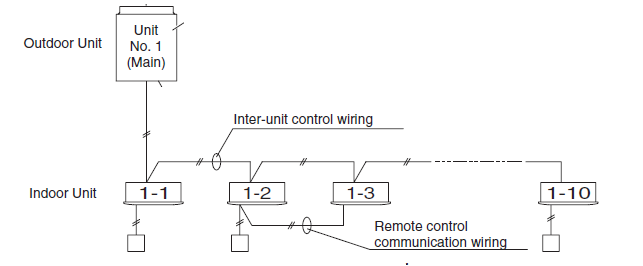 Outdoor Unit
Unit
No. 1
(Main)
Inter-unit control wiring
Indoor Unit
1-1
1-2
1-3
1-10
Remote control
communication wiring